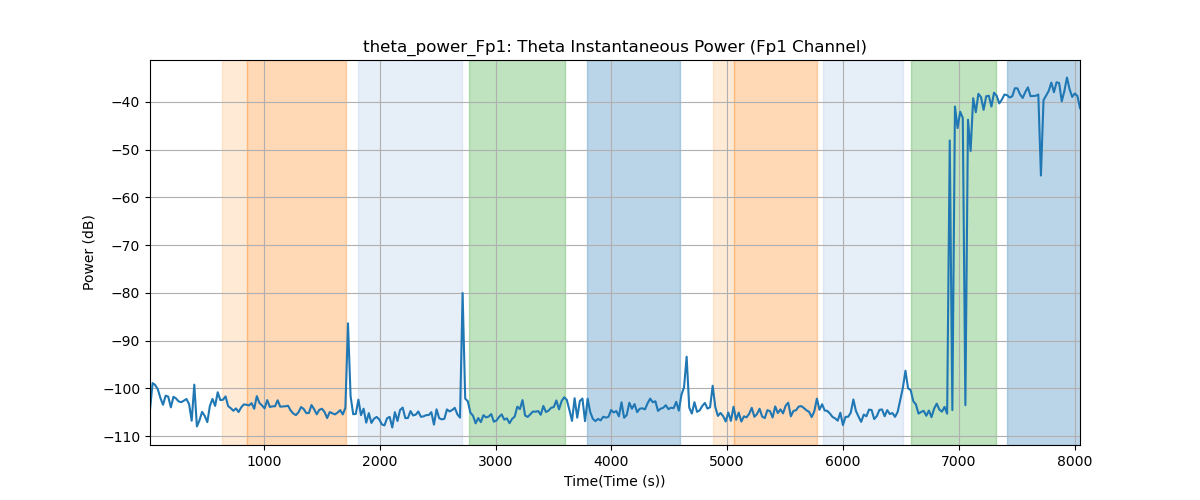 theta_power_Fp1: Theta Instantaneous Power (Fp1 Channel)
Power (dB)
−40
−50
−60
−70
−80
−90
−100
−110
1000 2000 3000 4000 5000 6000 7000 8000
Time(Time (s))